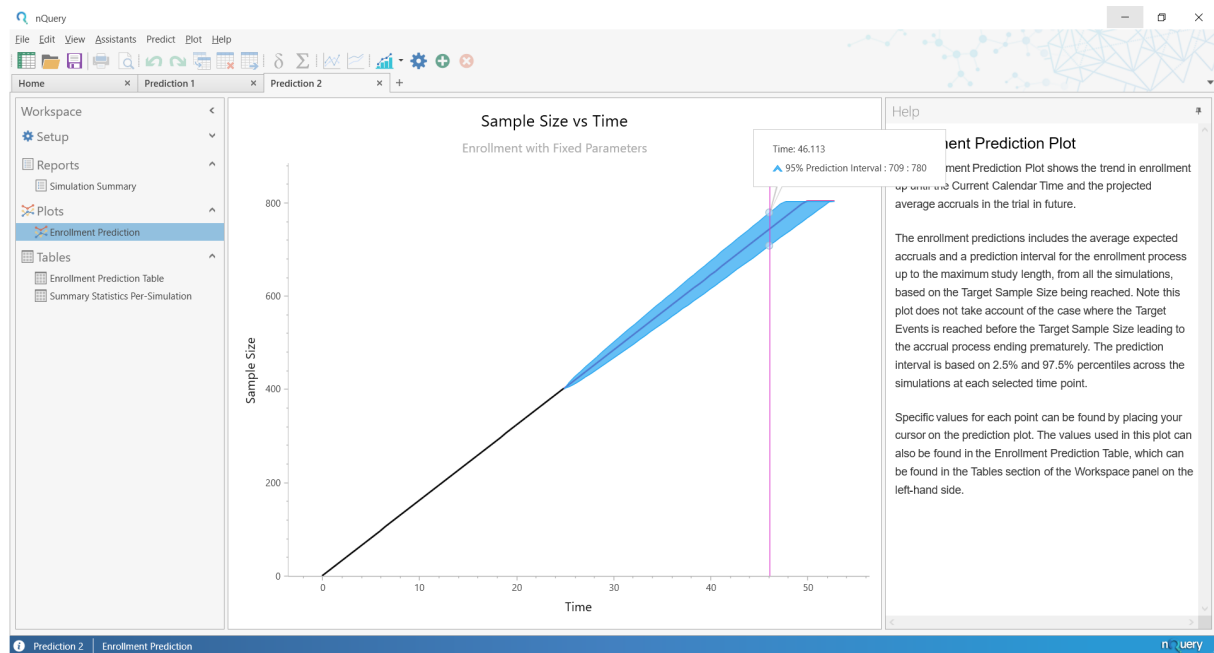 nQuery
File Edit View Assistants Predict Plot Help
Home × Prediction 1 × Prediction 2 × +
Workspace
Setup
Reports
Simulation Summary
Plots
Enrollment Prediction
Tables
Enrollment Prediction Table
Summary Statistics Per-Simulation
Sample Size vs Time
Enrollment with Fixed Parameters
Time: 46.113
95% Prediction Interval : 709 : 780
800
600
400
200
0
Sample Size
0 10 20 30 40 50
Time
Help
ment Prediction Plot
ment Prediction Plot shows the trend in enrollment
up until the Current Calendar Time and the projected
average accruals in the trial in future.
The enrollment predictions includes the average expected
accruals and a prediction interval for the enrollment process
up to the maximum study length, from all the simulations,
based on the Target Sample Size being reached. Note this
plot does not take account of the case where the Target
Events is reached before the Target Sample Size leading to
the accrual process ending prematurely. The prediction
interval is based on 2.5% and 97.5% percentiles across the
simulations at each selected time point.
Specific values for each point can be found by placing your
cursor on the prediction plot. The values used in this plot can
also be found in the Enrollment Prediction Table, which can
be found in the Tables section of the Workspace panel on the
left-hand side.
Prediction 2 Enrollment Prediction
nQuery